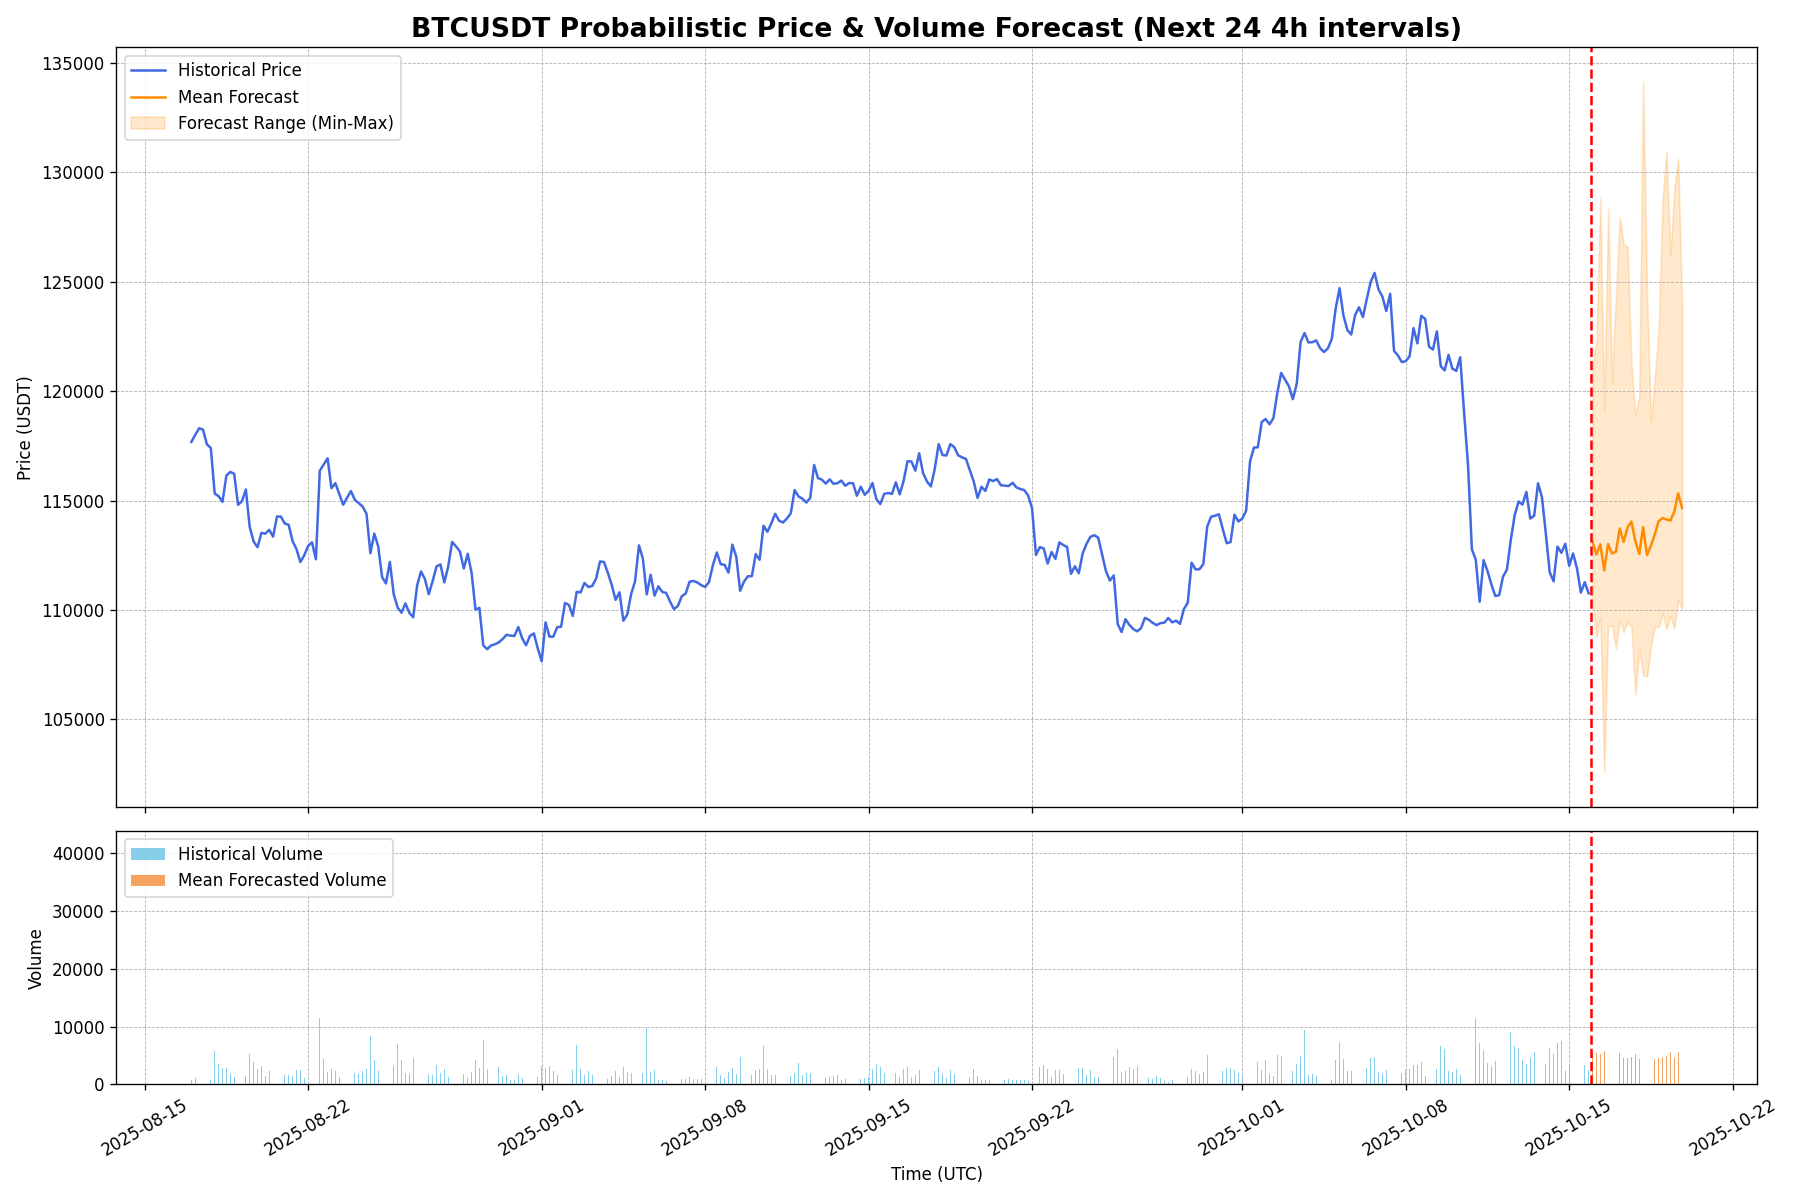 BTCUSDT Probabilistic Price & Volume Forecast (Next 24 4h intervals)
135000
130000
125000
120000
115000
110000
105000
Price (USDT)
Historical Price
Mean Forecast
Forecast Range (Min-Max)
40000
30000
20000
10000
0
Volume
Historical Volume
Mean Forecasted Volume
2025-08-15
2025-08-22
2025-09-01
2025-09-08
2025-09-15
2025-09-22
2025-10-01
2025-10-08
2025-10-15
2025-10-22
Time (UTC)